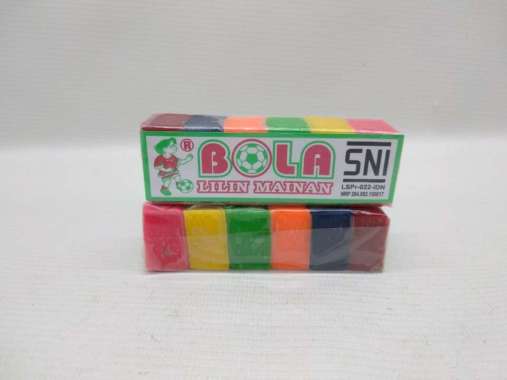 ® BOLA
LILIN MAINAN
SNI
LSPr-022-IDN